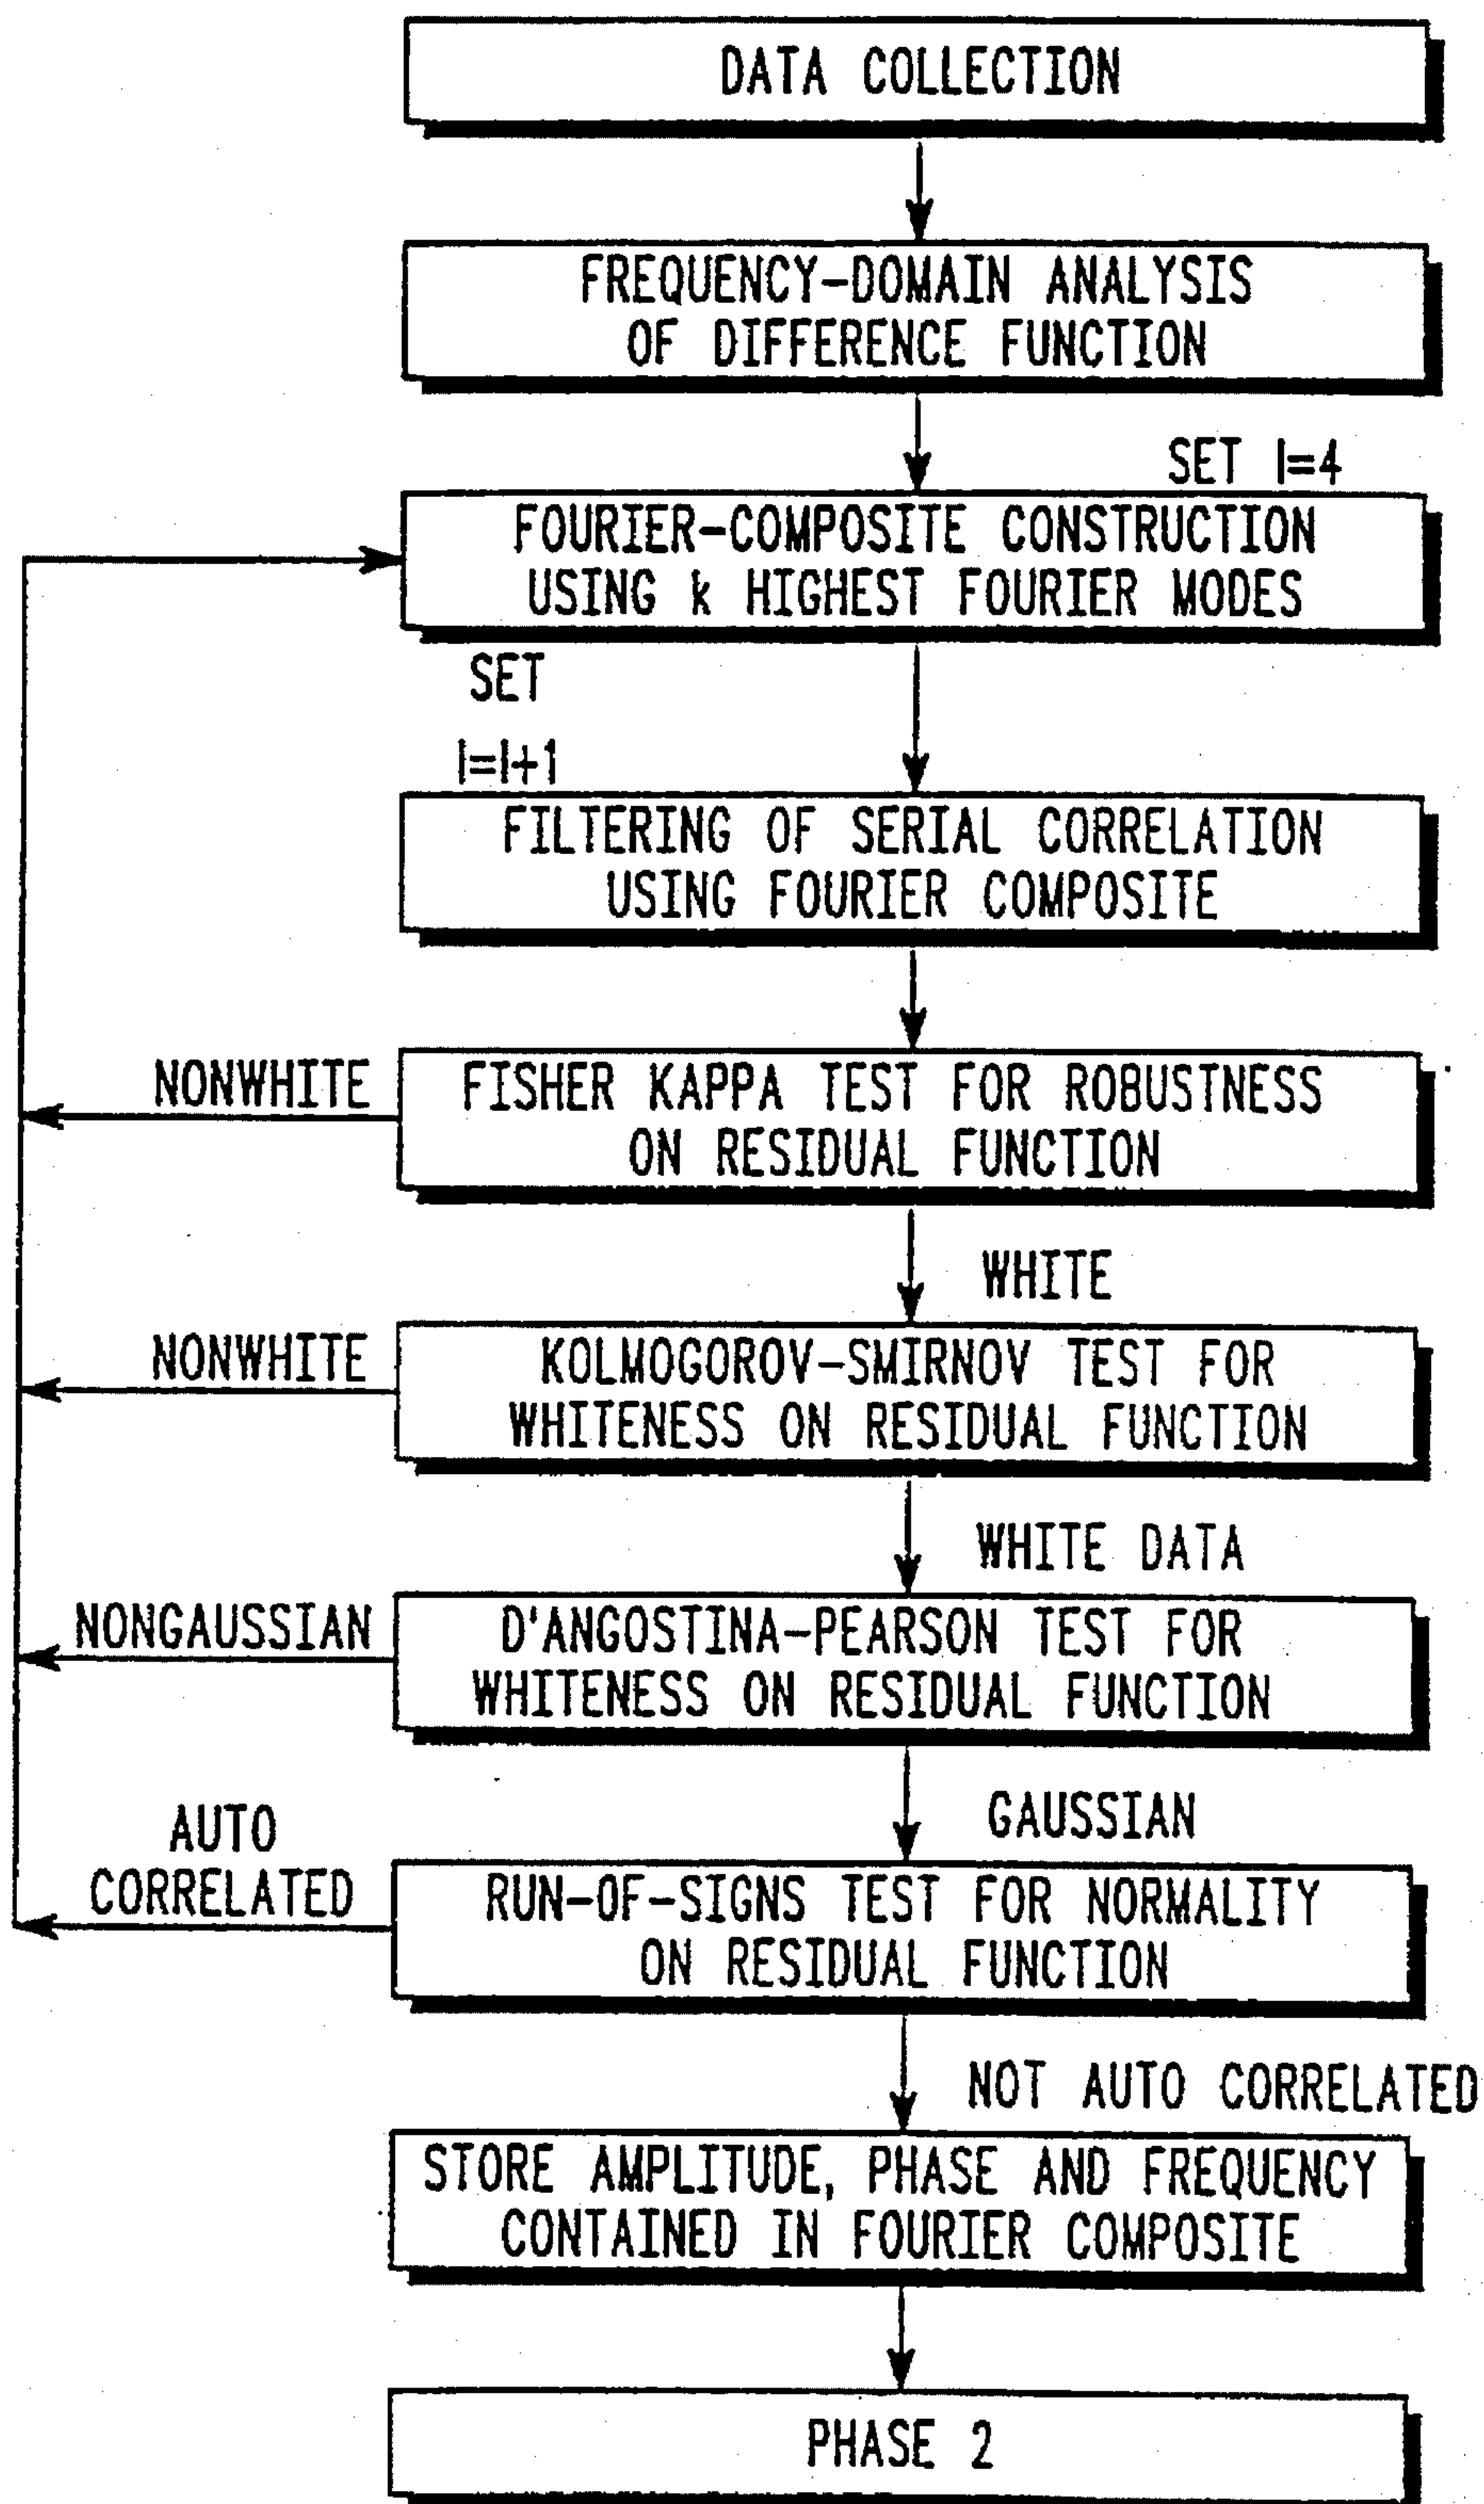 DATA COLLECTION
FREQUENCY-DOMAIN ANALYSIS
OF DIFFERENCE FUNCTION
SET I=4
FOURIER-COMPOSITE CONSTRUCTION
USING k HIGHEST FOURIER MODES
SET
I=I+1
FILTERING OF SERIAL CORRELATION
USING FOURIER COMPOSITE
NONWHITE
FISHER KAPPA TEST FOR ROBUSTNESS
ON RESIDUAL FUNCTION
WHITE
NONWHITE
KOLMOGOROV-SMIRNOV TEST FOR
WHITENESS ON RESIDUAL FUNCTION
WHITE DATA
NONGAUSSIAN
D'ANGOSTINA-PEARSON TEST FOR
WHITENESS ON RESIDUAL FUNCTION
GAUSSIAN
AUTO
CORRELATED
RUN-OF-SIGNS TEST FOR NORMALITY
ON RESIDUAL FUNCTION
NOT AUTO CORRELATED
STORE AMPLITUDE, PHASE AND FREQUENCY
CONTAINED IN FOURIER COMPOSITE
PHASE 2